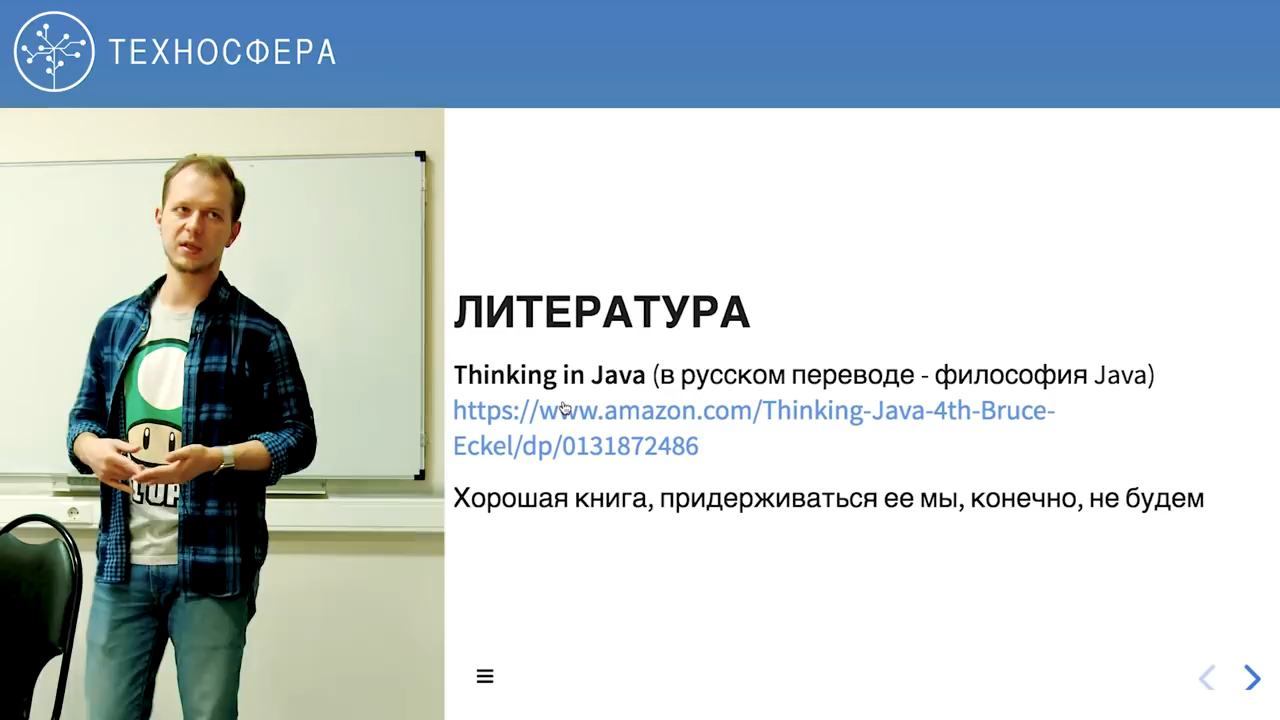 ТЕХНОСФЕРА
ЛИТЕРАТУРА
Thinking in Java (в русском переводе - философия Java)
https://www.amazon.com/Thinking-Java-4th-Bruce-
Eckel/dp/0131872486
Хорошая книга, придерживаться ее мы, конечно, не будем